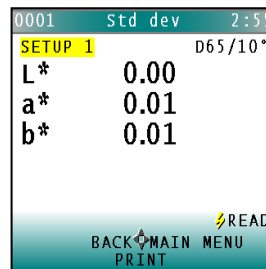 0001 Std dev 2:5
SETUP 1 D65/10°
L* 0.00
a* 0.01
b* 0.01
READ
BACK MAIN MENU
PRINT